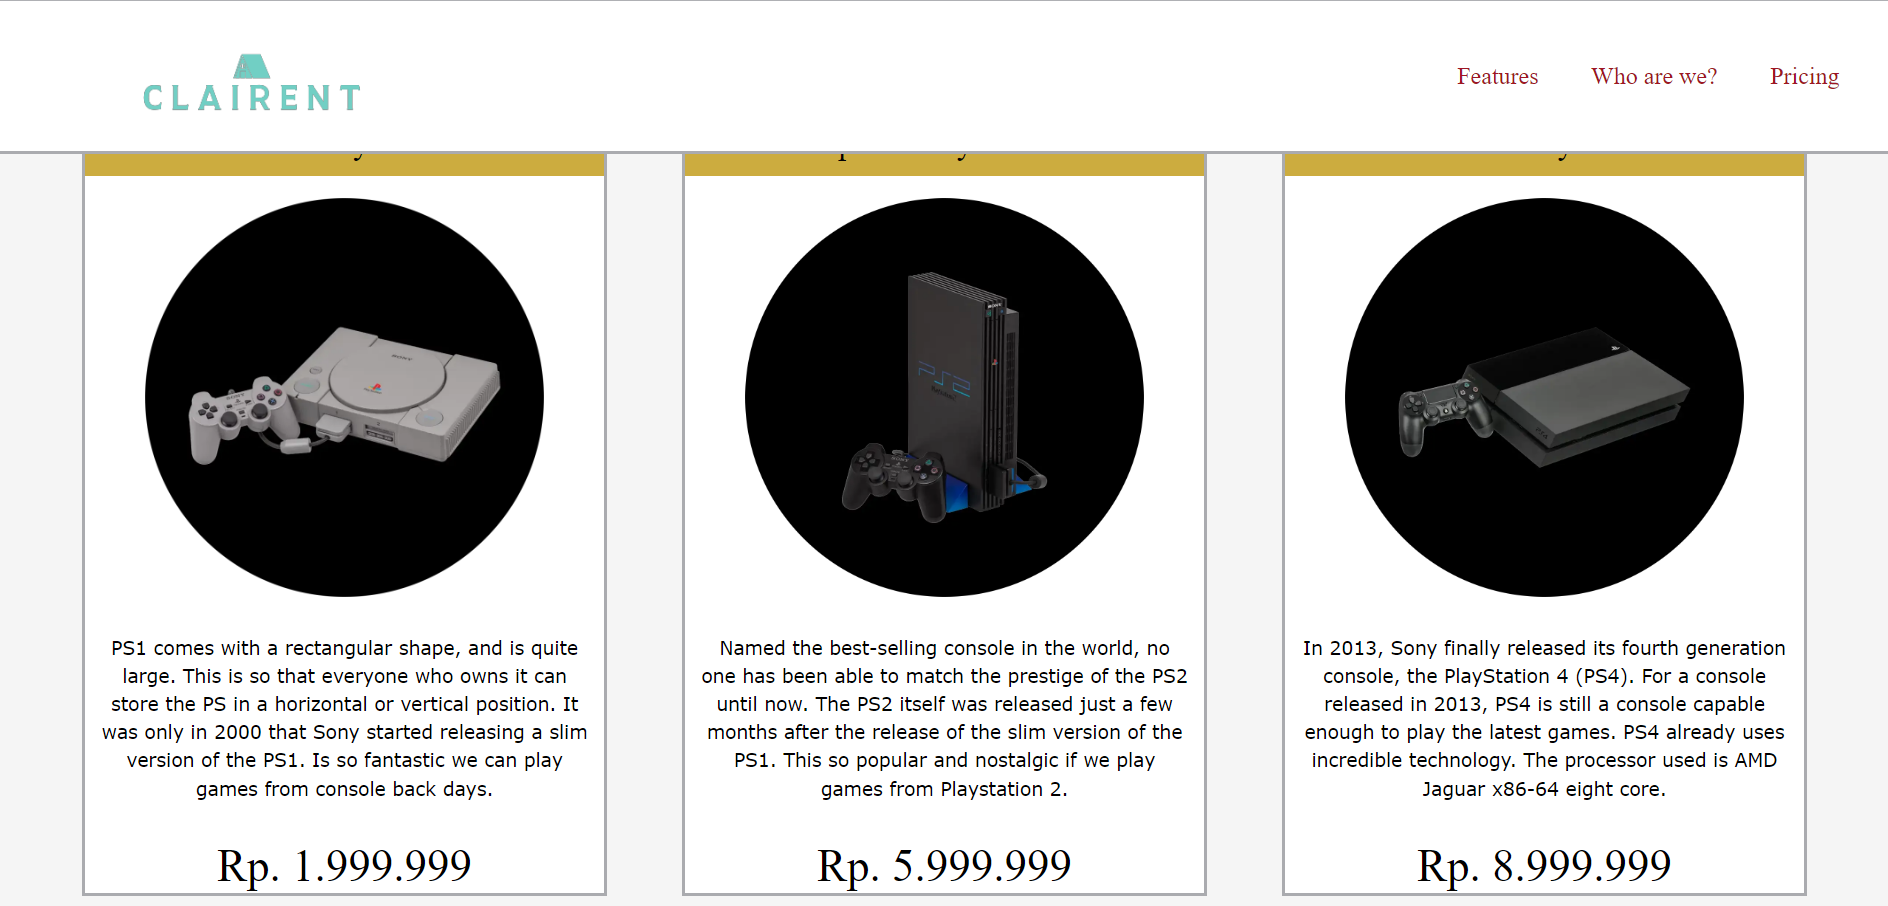 CLAIRENT
Features
Who are we?
Pricing
PS1 comes with a rectangular shape, and is quite
large. This is so that everyone who owns it can
store the PS in a horizontal or vertical position. It
was only in 2000 that Sony started releasing a slim
version of the PS1. Is so fantastic we can play
games from console back days.
Rp. 1.999.999
PS2
Named the best-selling console in the world, no
one has been able to match the prestige of the PS2
until now. The PS2 itself was released just a few
months after the release of the slim version of the
PS1. This so popular and nostalgic if we play
games from Playstation 2.
Rp. 5.999.999
PS4
In 2013, Sony finally released its fourth generation
console, the PlayStation 4 (PS4). For a console
released in 2013, PS4 is still a console capable
enough to play the latest games. PS4 already uses
incredible technology. The processor used is AMD
Jaguar x86-64 eight core.
Rp. 8.999.999